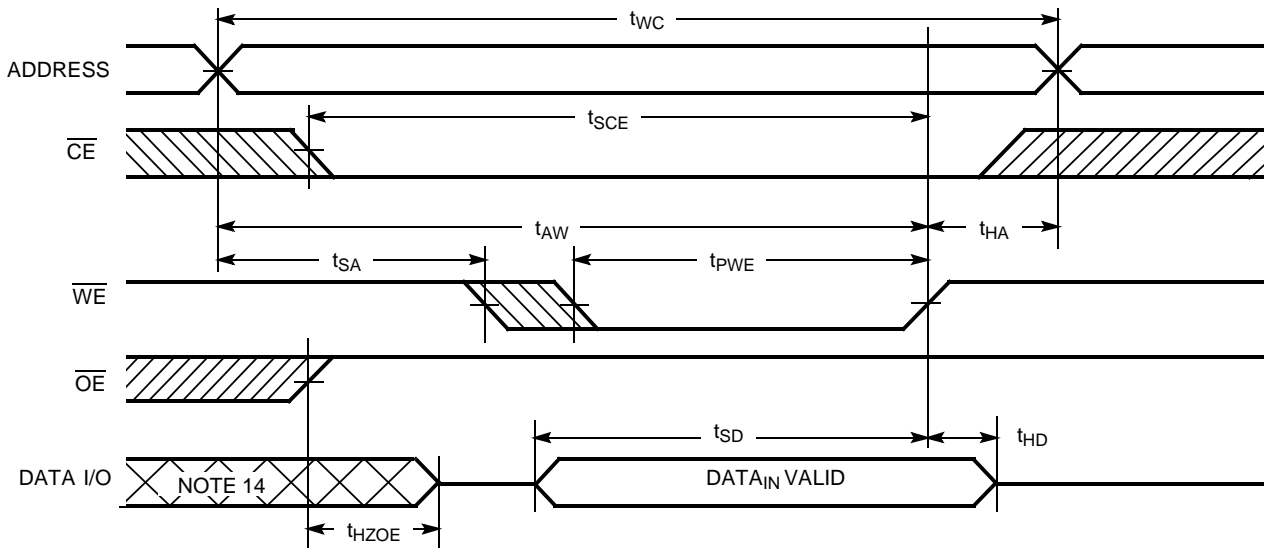 tWC
ADDRESS
tSCE
CE
tAW
tHA
tSA
tPWE
WE
OE
tSD
tHD
DATA I/O
NOTE 14
DATAIN VALID
tHZOE